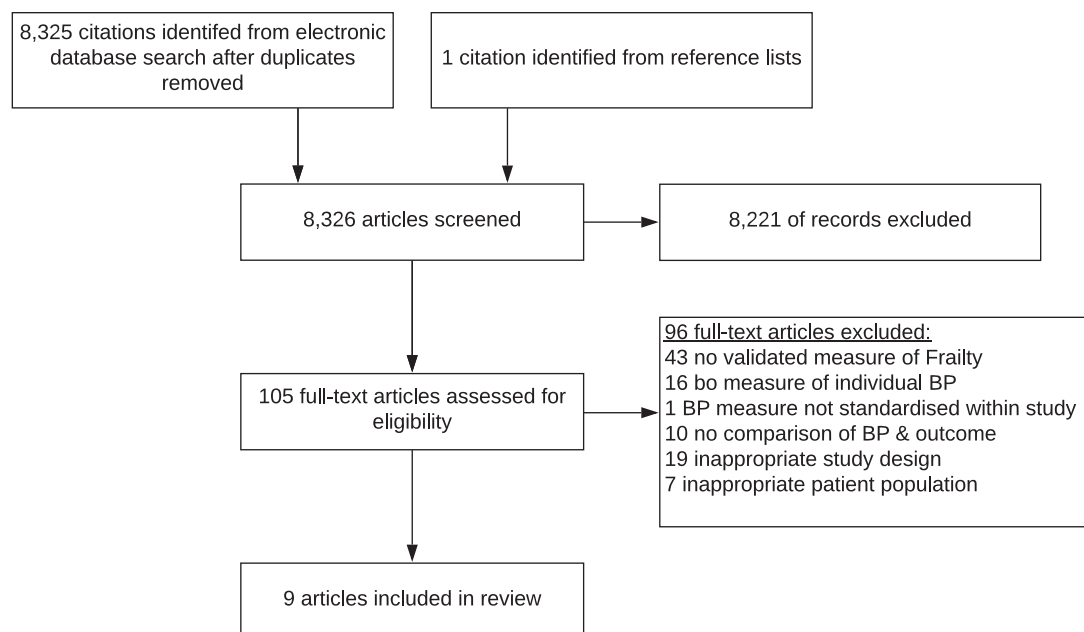 8,325 citations identifed from electronic
database search after duplicates
removed
1 citation identified from reference lists
8,326 articles screened
8,221 of records excluded
96 full-text articles excluded:
43 no validated measure of Frailty
16 bo measure of individual BP
1 BP measure not standardised within study
10 no comparison of BP & outcome
19 inappropriate study design
7 inappropriate patient population
105 full-text articles assessed for
eligibility
9 articles included in review